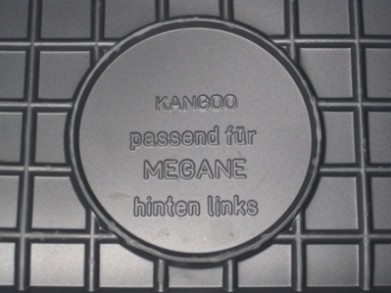 KANGOO
passend für
MEGANE
hinten links